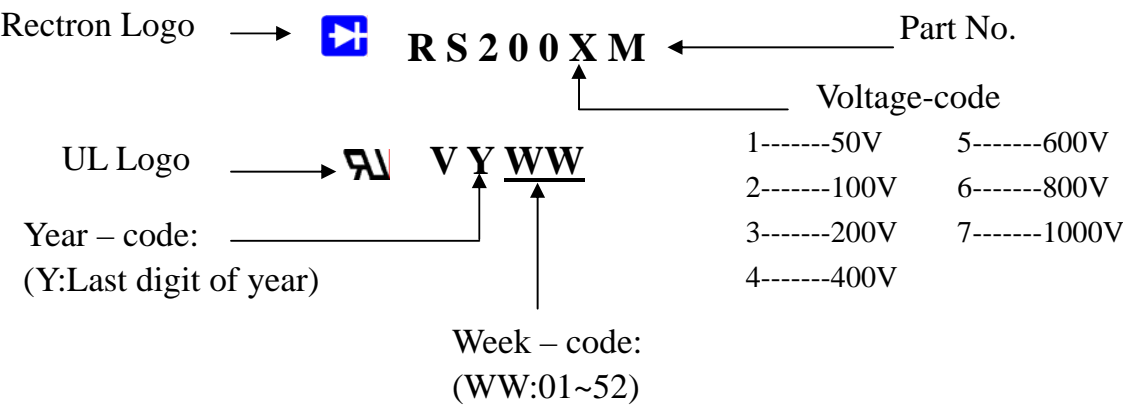 Rectron Logo
R S 2 0 0 X M
Part No.
Voltage-code
1-------50V 5-------600V
2-------100V 6-------800V
3-------200V 7-------1000V
4-------400V
UL Logo
RU V Y WW
Year – code:
(Y:Last digit of year)
Week – code:
(WW:01~52)